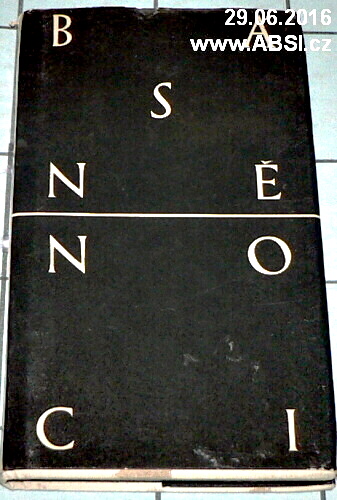 29.06.2016
www.ABSI.cz
B A
S
N Ě
N O
C I